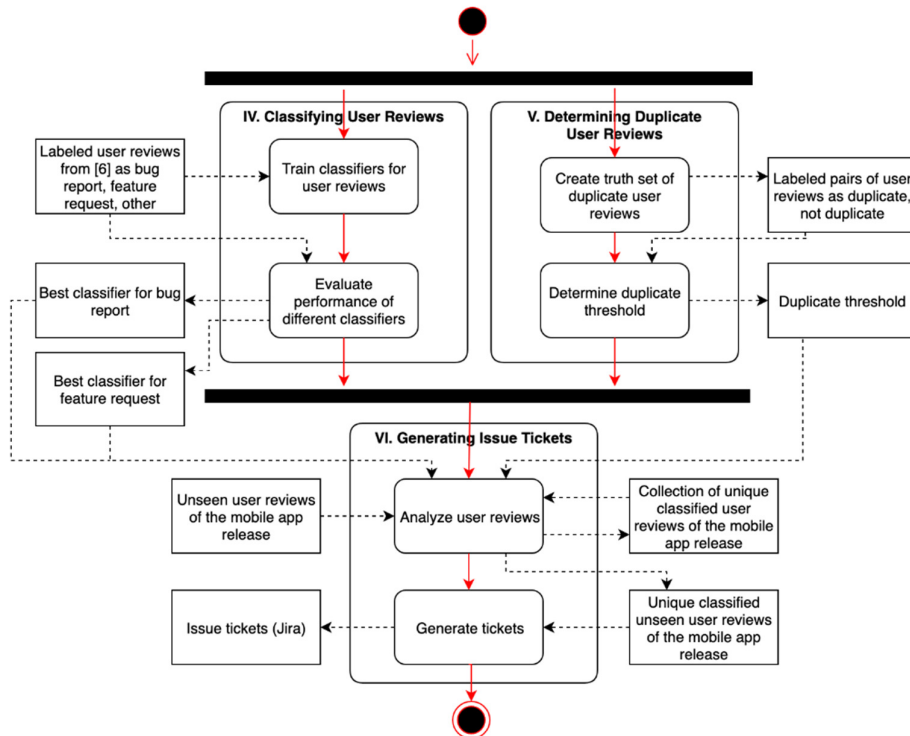 IV. Classifying User Reviews
Labeled user reviews
from [6] as bug
report, feature
request, other
Train classifiers for
user reviews
Evaluate
performance of
different classifiers
Best classifier for bug
report
Best classifier for
feature request
V. Determining Duplicate
User Reviews
Create truth set of
duplicate user
reviews
Labeled pairs of user
reviews as duplicate,
not duplicate
Determine duplicate
threshold
Duplicate threshold
VI. Generating Issue Tickets
Unseen user reviews
of the mobile app
release
Analyze user reviews
Collection of unique
classified user
reviews of the mobile
app release
Issue tickets (Jira)
Generate tickets
Unique classified
unseen user reviews
of the mobile app
release